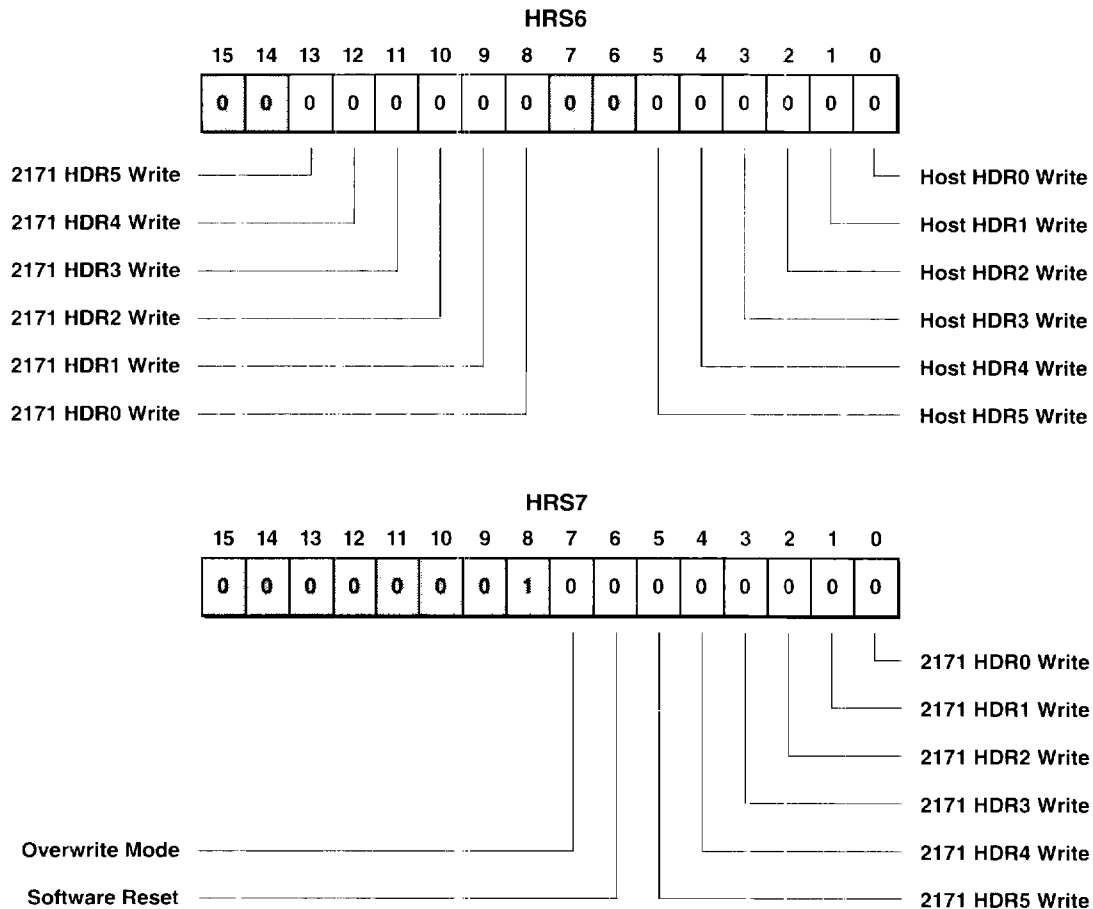 HRS6
15 14 13 12 11 10 9 8 7 6 5 4 3 2 1 0
0 0 0 0 0 0 0 0 0 0 0 0 0 0 0 0
2171 HDR5 Write Host HDR0 Write
2171 HDR4 Write Host HDR1 Write
2171 HDR3 Write Host HDR2 Write
2171 HDR2 Write Host HDR3 Write
2171 HDR1 Write Host HDR4 Write
2171 HDR0 Write Host HDR5 Write
HRS7
15 14 13 12 11 10 9 8 7 6 5 4 3 2 1 0
0 0 0 0 0 0 0 1 0 0 0 0 0 0 0 0
2171 HDR0 Write
2171 HDR1 Write
2171 HDR2 Write
2171 HDR3 Write
Overwrite Mode 2171 HDR4 Write
Software Reset 2171 HDR5 Write